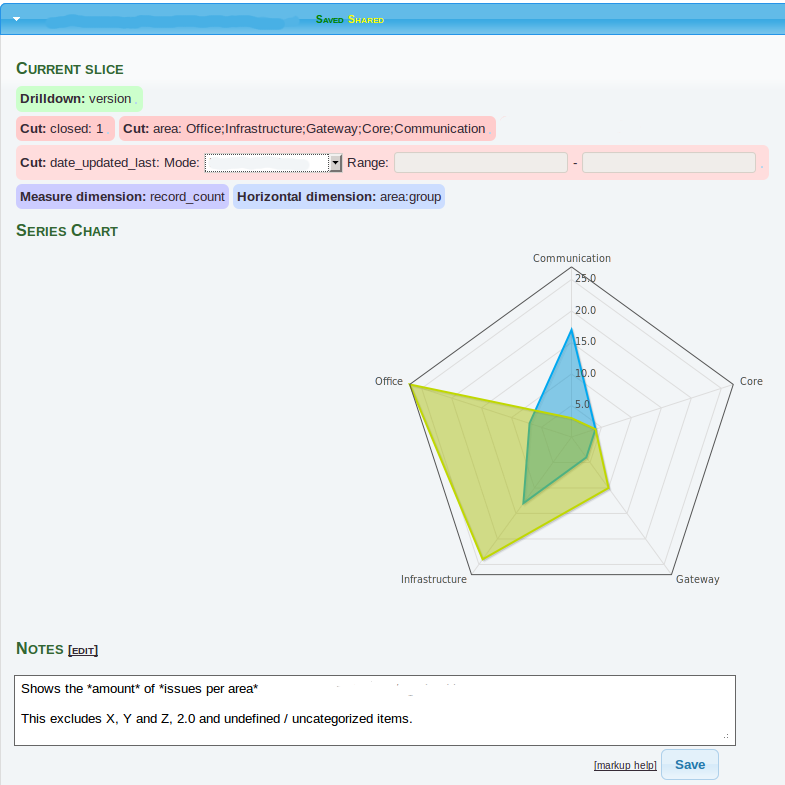 Saved Shared
Current slice
Drilldown: version
Cut: closed: 1 Cut: area: Office;Infrastructure;Gateway;Core;Communication
Cut: date_updated_last: Mode: Range: -
Measure dimension: record_count Horizontal dimension: area:group
Series Chart
Communication
25.0
20.0
15.0
10.0
5.0
Office
Core
Infrastructure
Gateway
Notes [edit]
Shows the *amount* of *issues per area*
This excludes X, Y and Z, 2.0 and undefined / uncategorized items.
[markup help] Save